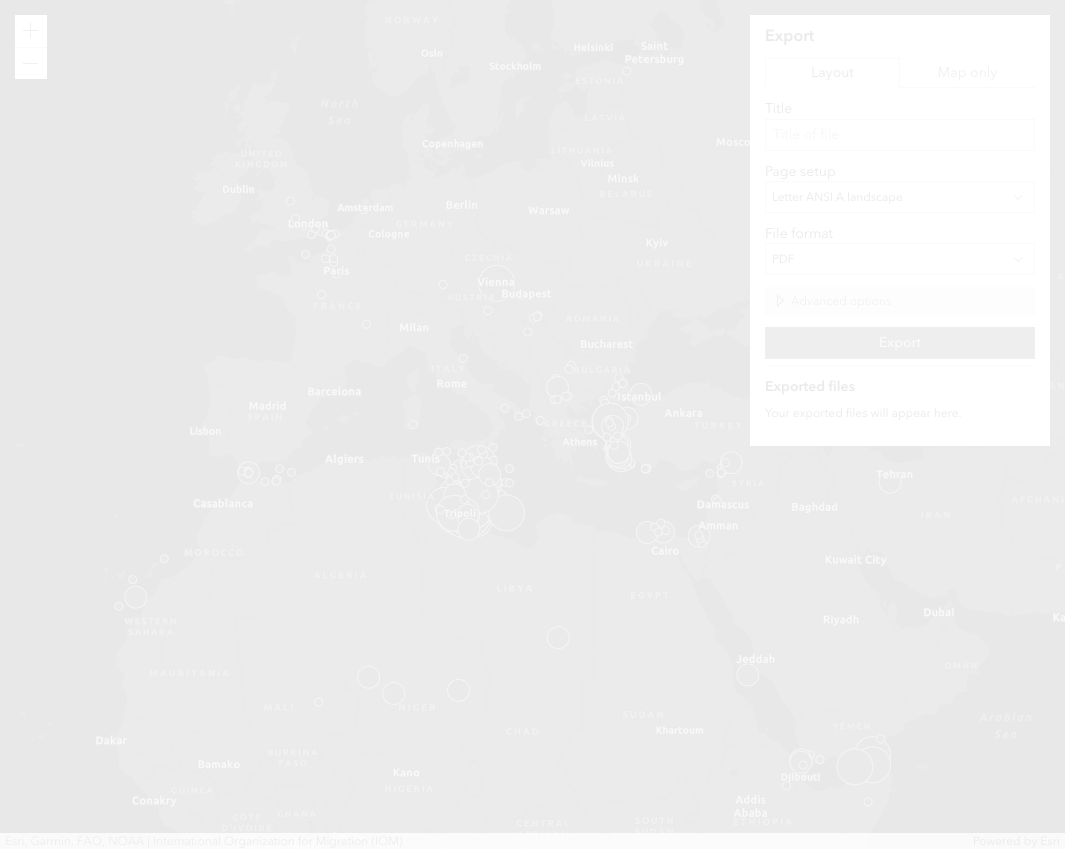 NORWAY
Oslo
Helsinki
Saint
Petersburg
Stockholm
ESTONIA
North
Sea
LATVIA
Copenhagen
Mosco
UNITED
KINGDOM
LITHUANIA
Vilnius
Minsk
BELARUS
Dublin
Amsterdam
Berlin
Warsaw
London
GERMANY
Cologne
Kyiv
Paris
CZECHIA
UKRAINE
Vienna
AUSTRIA
Budapest
FRANCE
Milan
ROMANIA
Bucharest
ITALY
BULGARIA
Rome
Barcelona
Istanbul
Madrid
SPAIN
Ankara
GREECE
TURKEY
Lisbon
Athens
Algiers
Tunis
SYRIA
Tehran
TUNISIA
Casablanca
Damascus
Baghdad
AFGHANI
Tripoli
IRAN
Amman
MOROCCO
Cairo
Kuwait City
ALGERIA
LIBYA
EGYPT
Dubai
Ka
WESTERN
SAHARA
Riyadh
Jeddah
OMAN
MAURITANIA
MALI
NIGER
SUDAN
Arabian
Sea
CHAD
Khartoum
YEMEN
Dakar
BURKINA
FASO
Bamako
Kano
Djibouti
GUINEA
NIGERIA
Conakry
Addis
Ababa
GHANA
COTE
D'IVOIRE
CENTRAL
SOUTH
SUDAN
ETHIOPIA
Export
Layout
Map only
Title
Title of file
Page setup
Letter ANSI A landscape
File format
PDF
Advanced options
Export
Exported files
Your exported files will appear here.
Esri, Garmin, FAO, NOAA | International Organization for Migration (IOM)
Powered by Esri